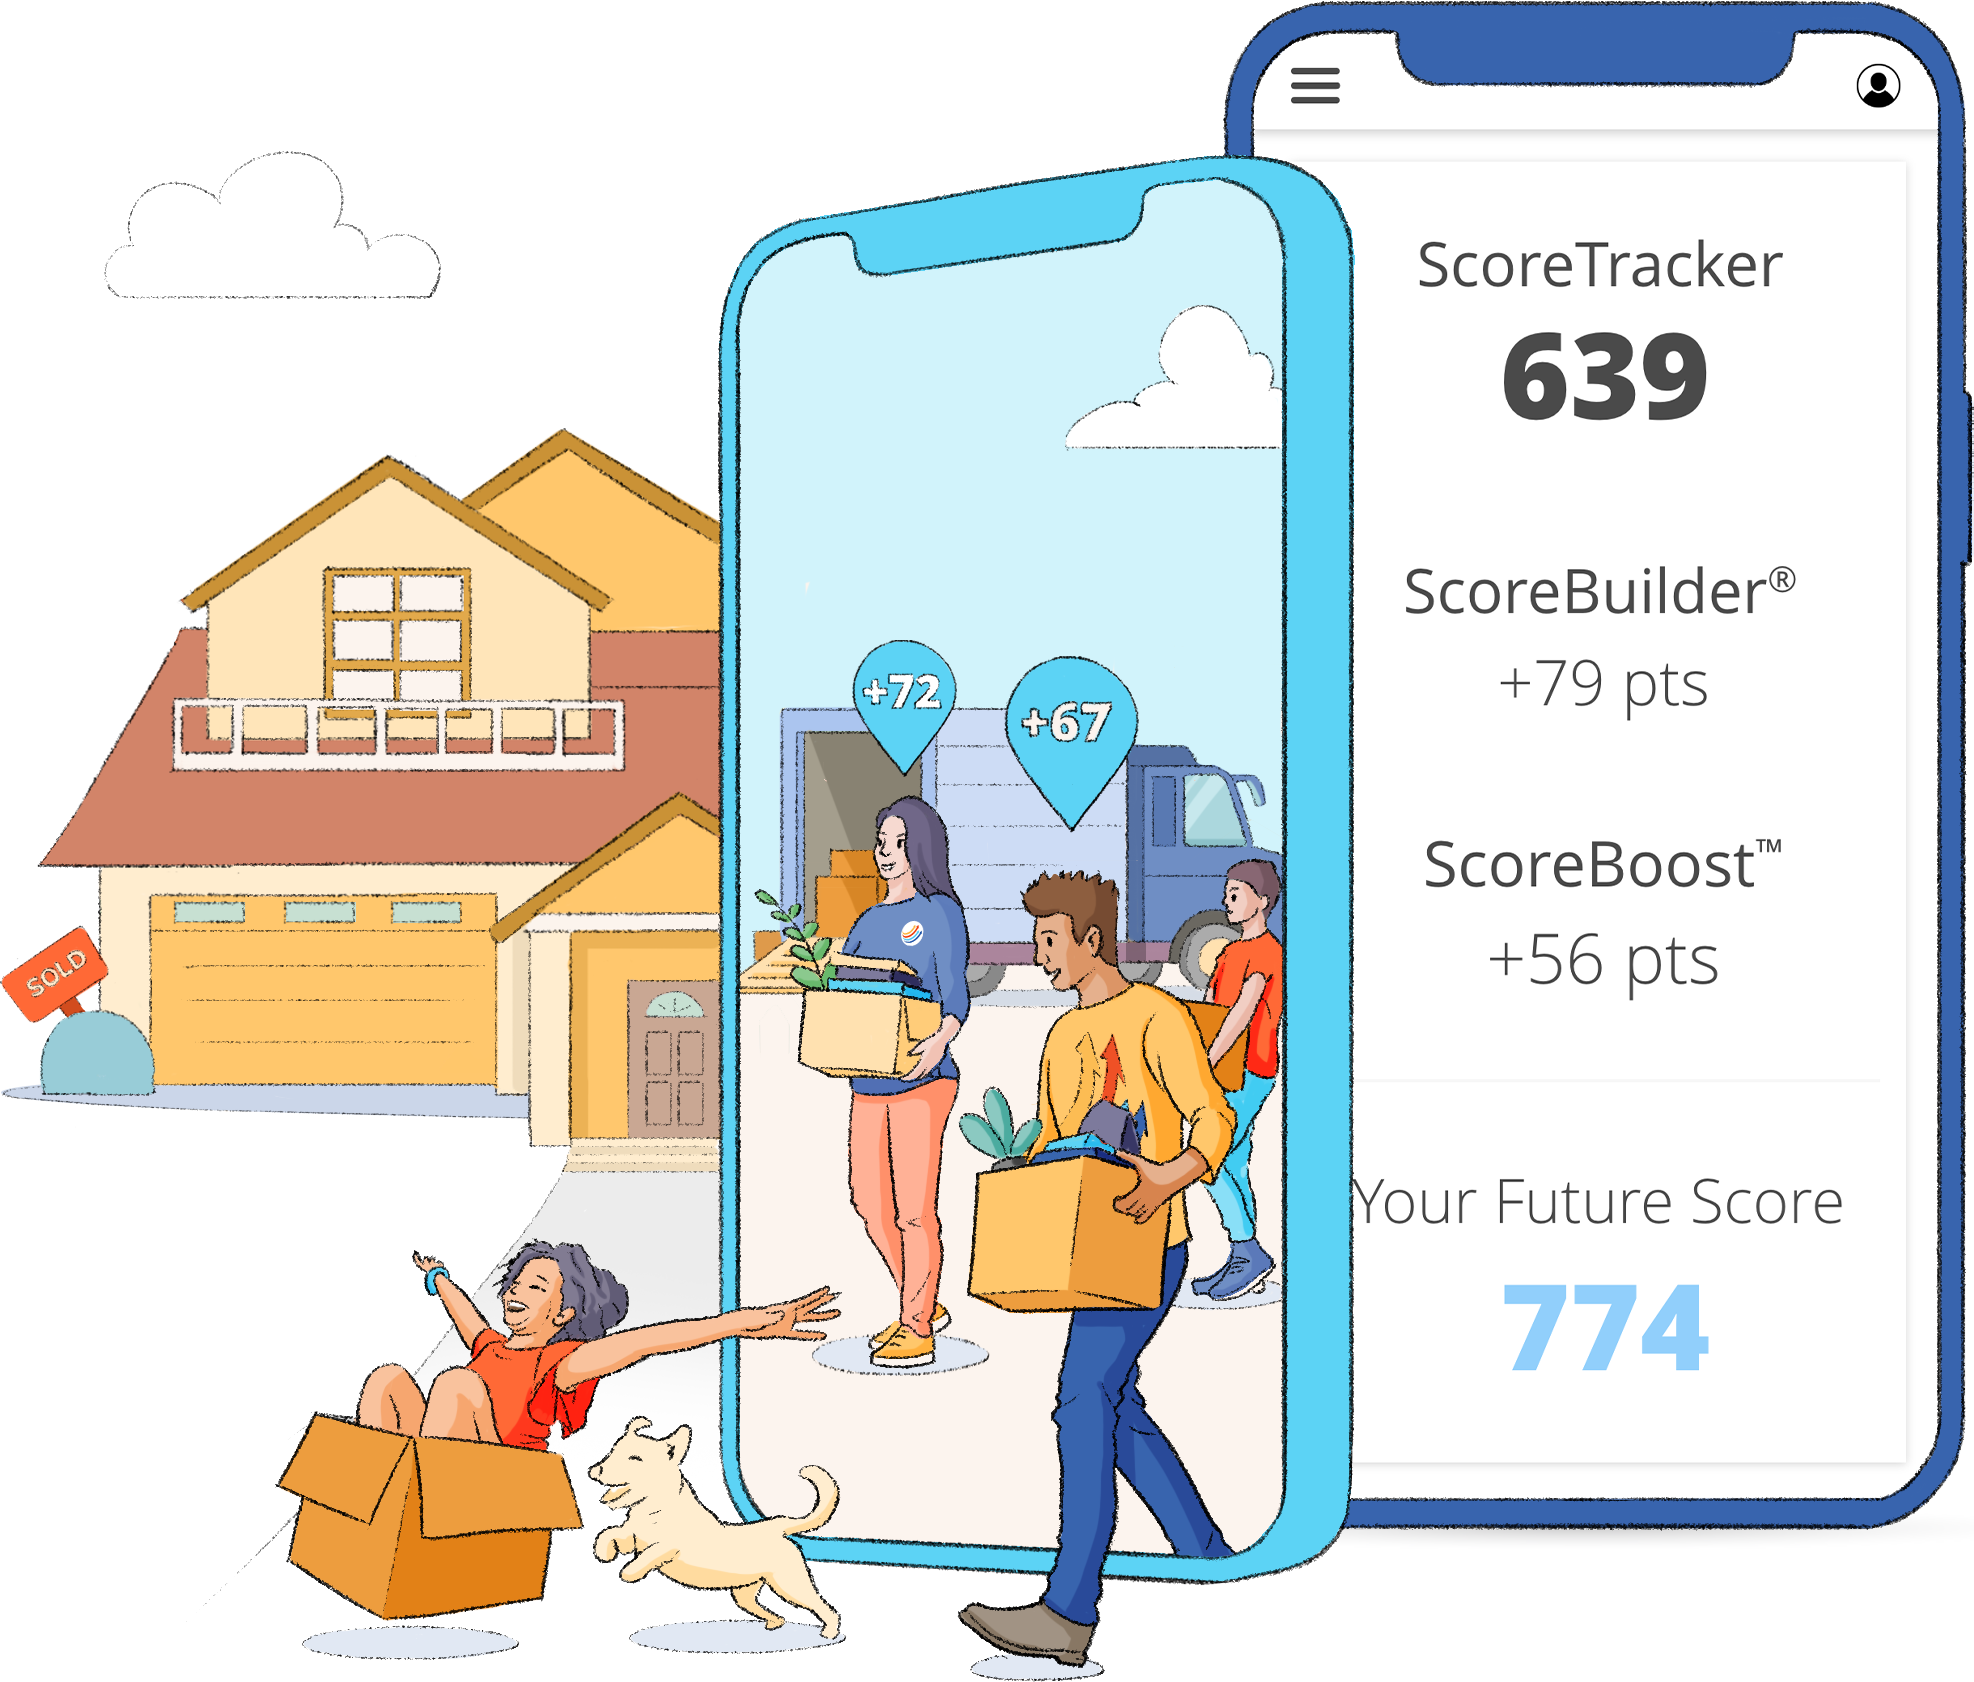 ScoreTracker
639
ScoreBuilder®
+79 pts
ScoreBoost™
+56 pts
Your Future Score
774
+72
+67
SOLD